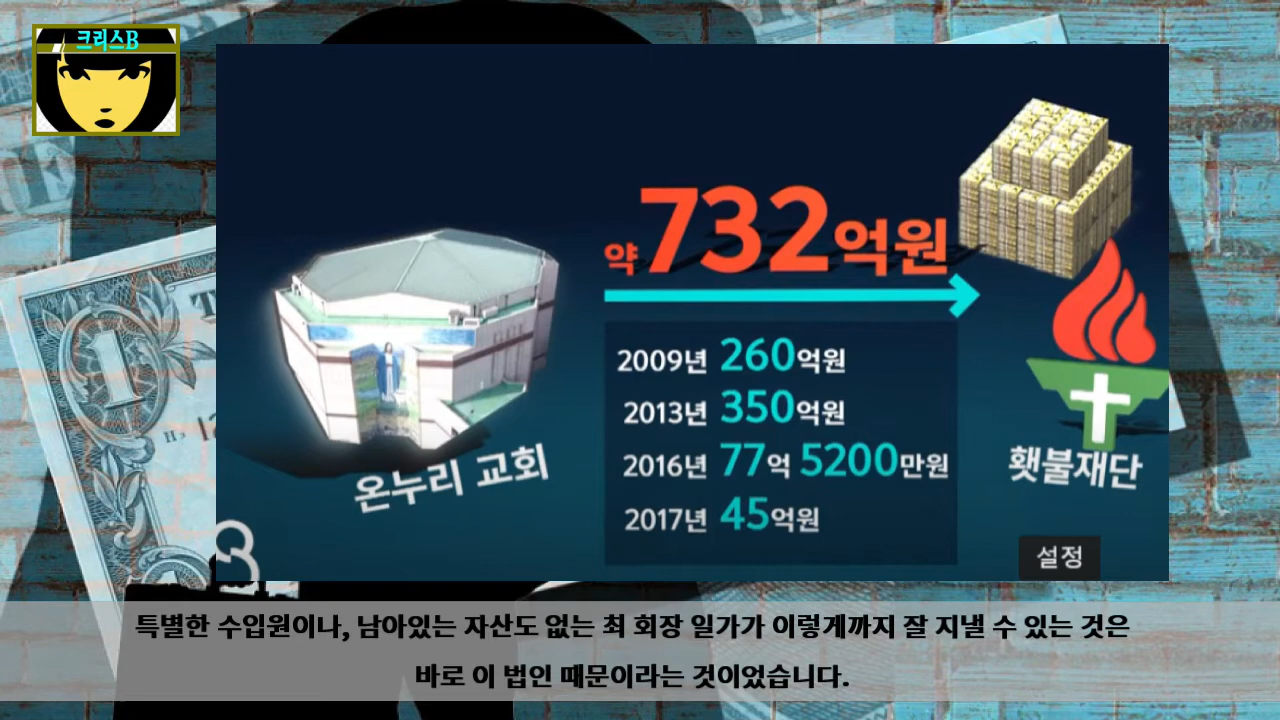 크리스B
약 732억원
2009년 260억원
2013년 350억원
2016년 77억 5200만원
2017년 45억원
온누리 교회
횃불재단
설정
특별한 수입원이나, 남아있는 자산도 없는 최 회장 일가가 이렇게까지 잘 지낼 수 있는 것은
바로 이 법인 때문이라는 것이었습니다.